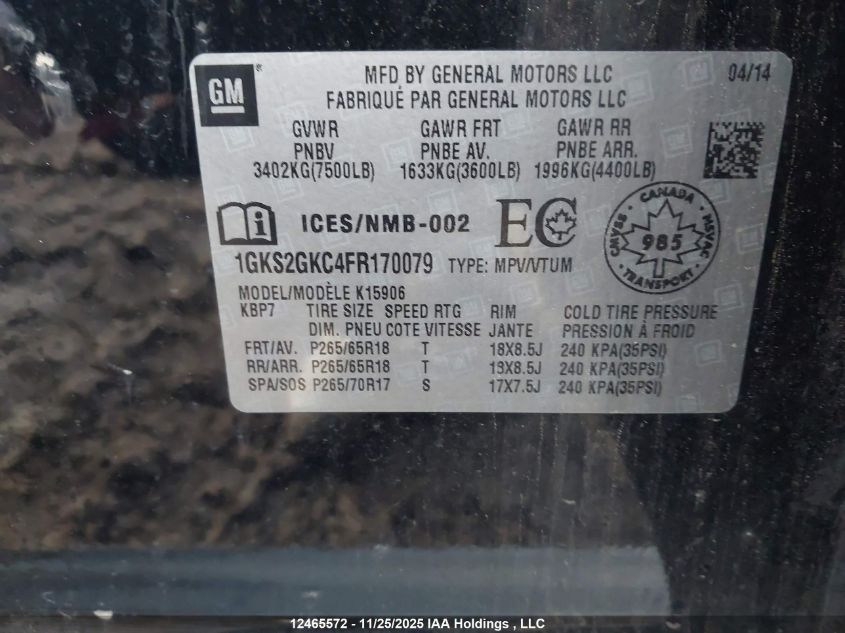 GM ®
MFD BY GENERAL MOTORS LLC 04/14
FABRIQUÉ PAR GENERAL MOTORS LLC
GVWR GAWR FRT GAWR RR
PNBV PNBE AV. PNBE ARR.
3402KG(7500LB) 1633KG(3600LB) 1996KG(4400LB)
i ICES/NMB-002 EC
CANADA
CMVSS NSVAC
985
TRANSPORT
1GKS2GKC4FR170079 TYPE: MPV/VTUM
MODEL/MODÈLE K15906
KBP7 TIRE SIZE SPEED RTG RIM COLD TIRE PRESSURE
DIM. PNEU COTE VITESSE JANTE PRESSION À FROID
FRT/AV. P265/65R18 T 18X8.5J 240 KPA(35PSI)
RR/ARR. P265/65R18 T 18X8.5J 240 KPA(35PSI)
SPA/SOS P265/70R17 S 17X7.5J 240 KPA(35PSI)
12465572 - 11/25/2025 IAA Holdings , LLC